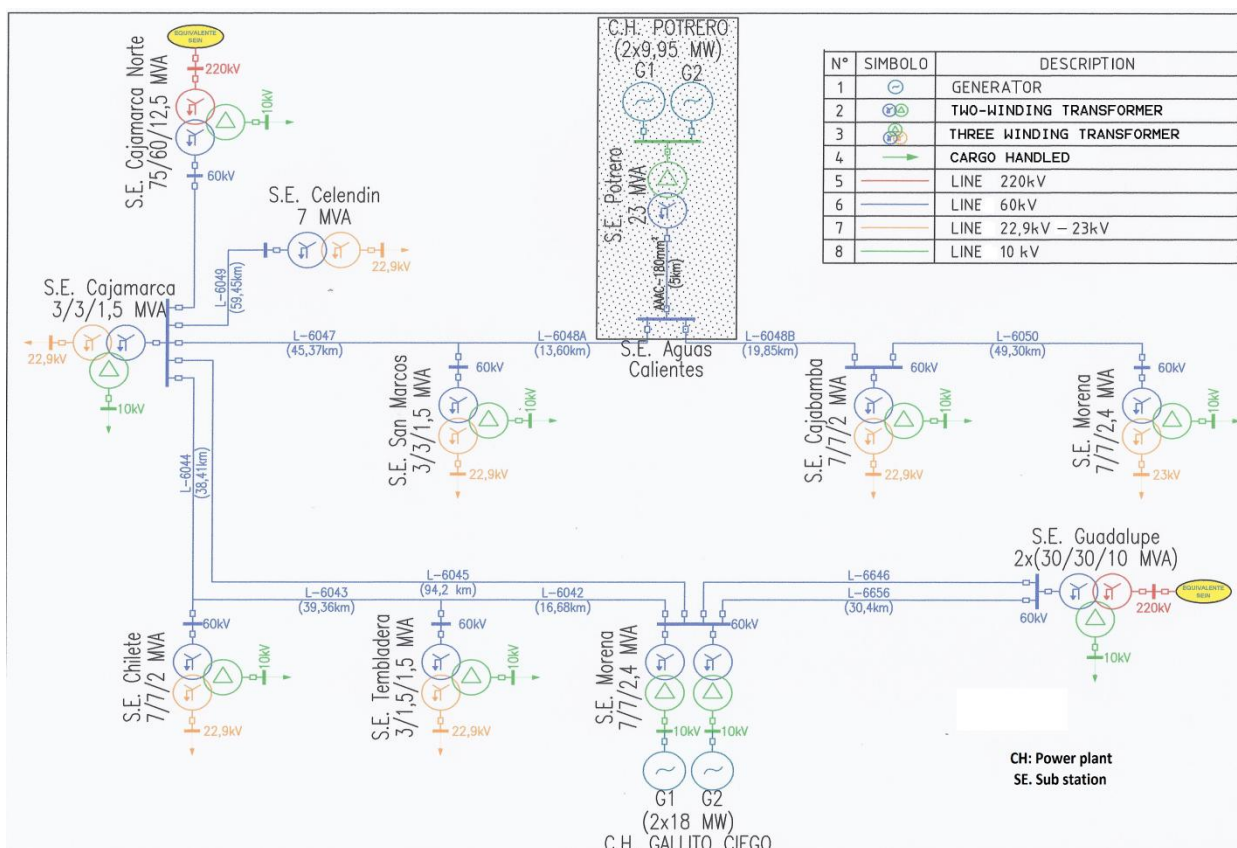 C.H. POTRERO
(2x9,95 MW)
G1
G2
S.E. Potrero
23 MVA
AAAC-180mm²
(5km)
S.E. Aguas
Calientes
EQUIVALENTE
SEIN
220kV
S.E. Cajamarca Norte
75/60/12,5 MVA
10kV
60kV
S.E. Celendin
7 MVA
22,9kV
L-6049
(59,45km)
S.E. Cajamarca
3/3/1,5 MVA
22,9kV
10kV
L-6047
(45,37km)
L-6048A
(13,60km)
L-6048B
(19,85km)
L-6050
(49,30km)
60kV
S.E. San Marcos
3/3/1,5 MVA
10kV
22,9kV
60kV
S.E. Cajabamba
7/7/2 MVA
10kV
22,9kV
60kV
S.E. Morena
7/7/2,4 MVA
10kV
23kV
L-6044
(38,41km)
L-6045
(94,2 km)
L-6043
(39,36km)
L-6042
(16,68km)
L-6646
L-6656
(30,4km)
S.E. Guadalupe
2x(30/30/10 MVA)
60kV
220kV
EQUIVALENTE
SEIN
10kV
60kV
S.E. Chilete
7/7/2 MVA
10kV
22,9kV
60kV
S.E. Tembladera
3/1,5/1,5 MVA
10kV
22,9kV
60kV
S.E. Morena
7/7/2,4 MVA
10kV
10kV
G1
G2
(2x18 MW)
C.H. GALLITO CIEGO
N° SIMBOLO DESCRIPTION
1 GENERATOR
2 TWO-WINDING TRANSFORMER
3 THREE WINDING TRANSFORMER
4 CARGO HANDLED
5 LINE 220kV
6 LINE 60kV
7 LINE 22,9kV - 23kV
8 LINE 10 kV
CH: Power plant
SE. Sub station